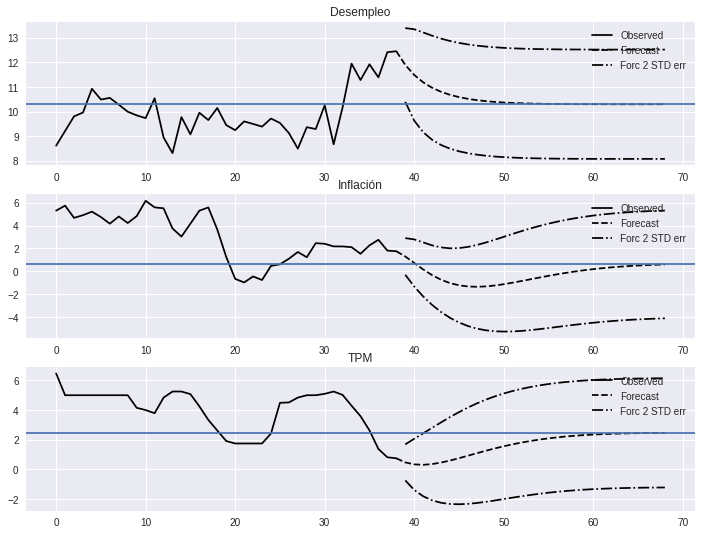 Desempleo
13
12
11
10
9
8
Observed
Forecast
Forc 2 STD err
0 10 20 30 40 50 60 70
Inflación
6
4
2
0
−2
−4
Observed
Forecast
Forc 2 STD err
0 10 20 30 40 50 60 70
TPM
6
4
2
0
−2
Observed
Forecast
Forc 2 STD err
0 10 20 30 40 50 60 70